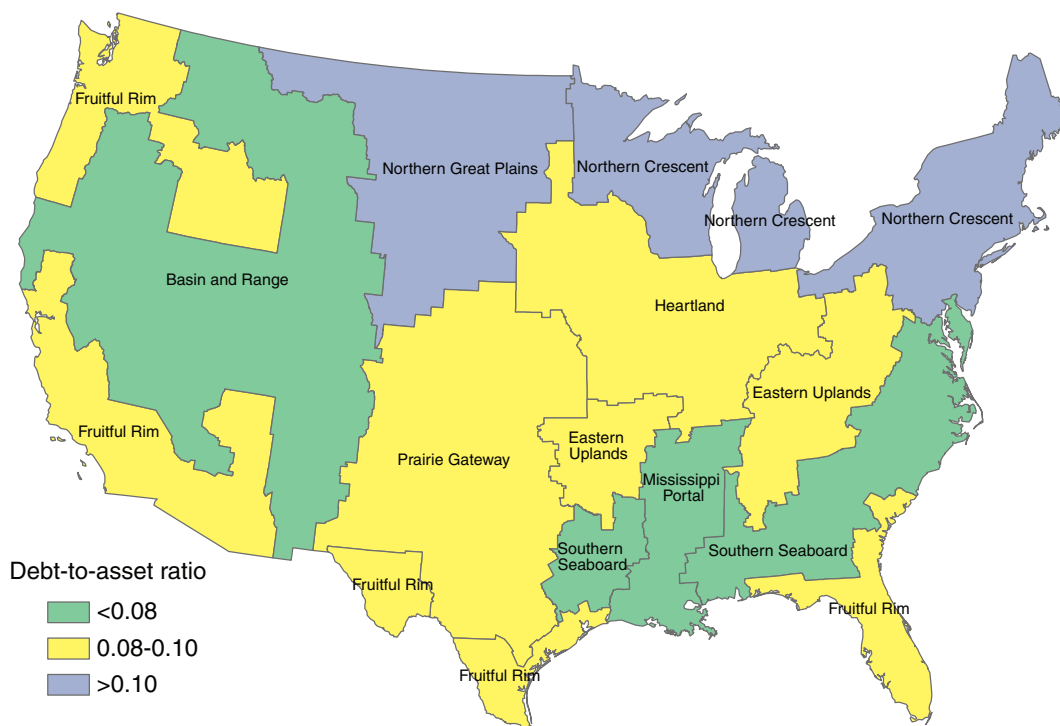 Fruitful Rim
Northern Great Plains
Northern Crescent
Northern Crescent
Northern Crescent
Basin and Range
Heartland
Eastern Uplands
Fruitful Rim
Eastern
Uplands
Prairie Gateway
Mississippi
Portal
Southern
Seaboard
Southern Seaboard
Fruitful Rim
Fruitful Rim
Fruitful Rim
Debt-to-asset ratio
<0.08
0.08-0.10
>0.10